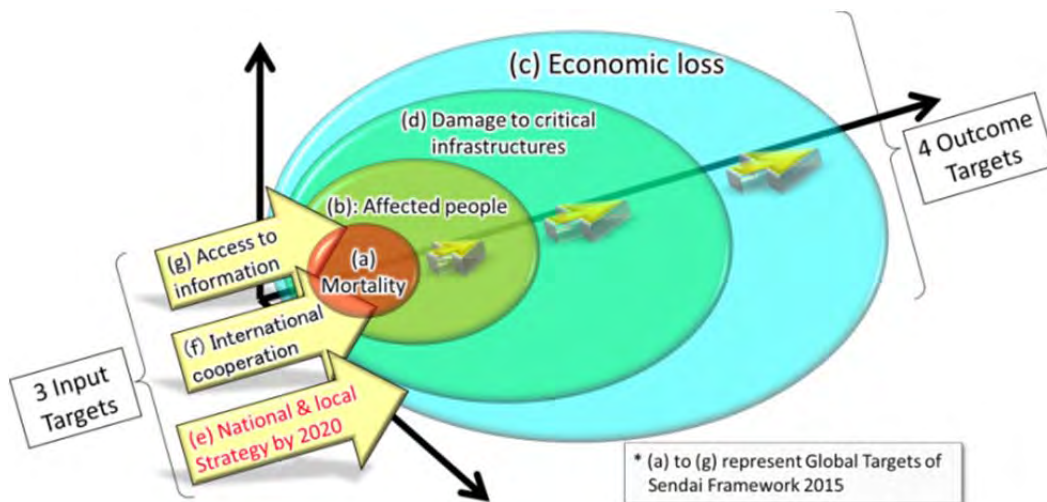 (c) Economic loss
(d) Damage to critical
infrastructures
(b): Affected people
(a)
Mortality
(g) Access to
information
(f) International
cooperation
(e) National & local
Strategy by 2020
3 Input
Targets
4 Outcome
Targets
* (a) to (g) represent Global Targets of
Sendai Framework 2015